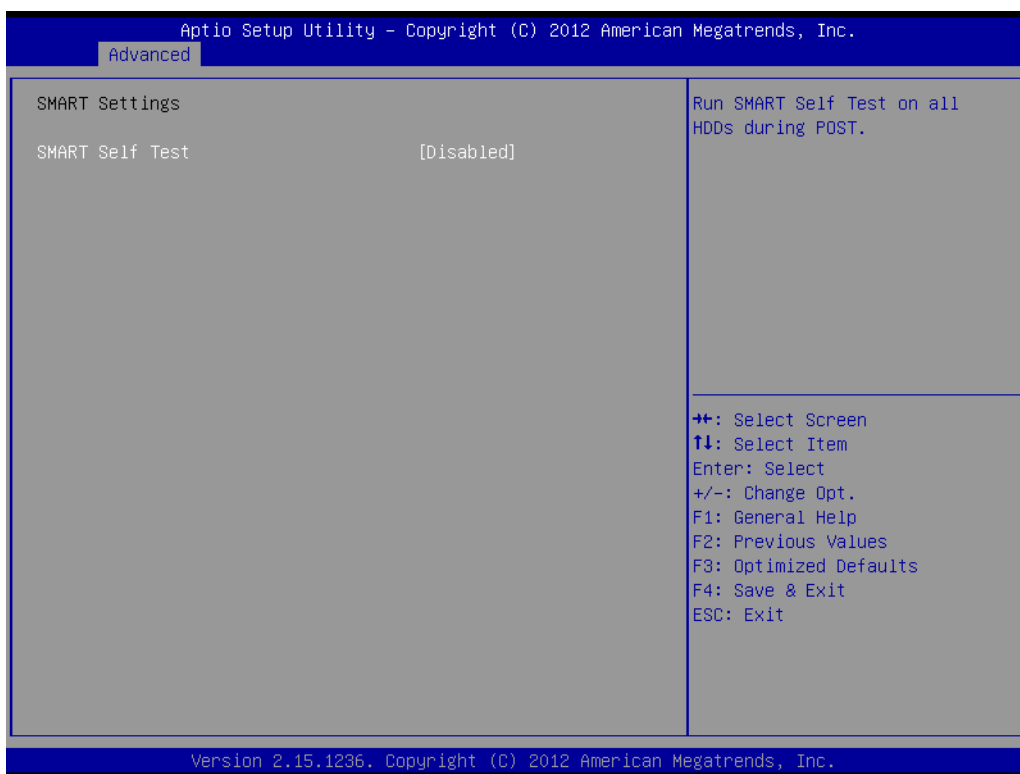 Aptio Setup Utility – Copyright (C) 2012 American Megatrends, Inc.
Advanced
SMART Settings
SMART Self Test [Disabled]
Run SMART Self Test on all
HDDs during POST.
→←: Select Screen
↑↓: Select Item
Enter: Select
+/-: Change Opt.
F1: General Help
F2: Previous Values
F3: Optimized Defaults
F4: Save & Exit
ESC: Exit
Version 2.15.1236. Copyright (C) 2012 American Megatrends, Inc.